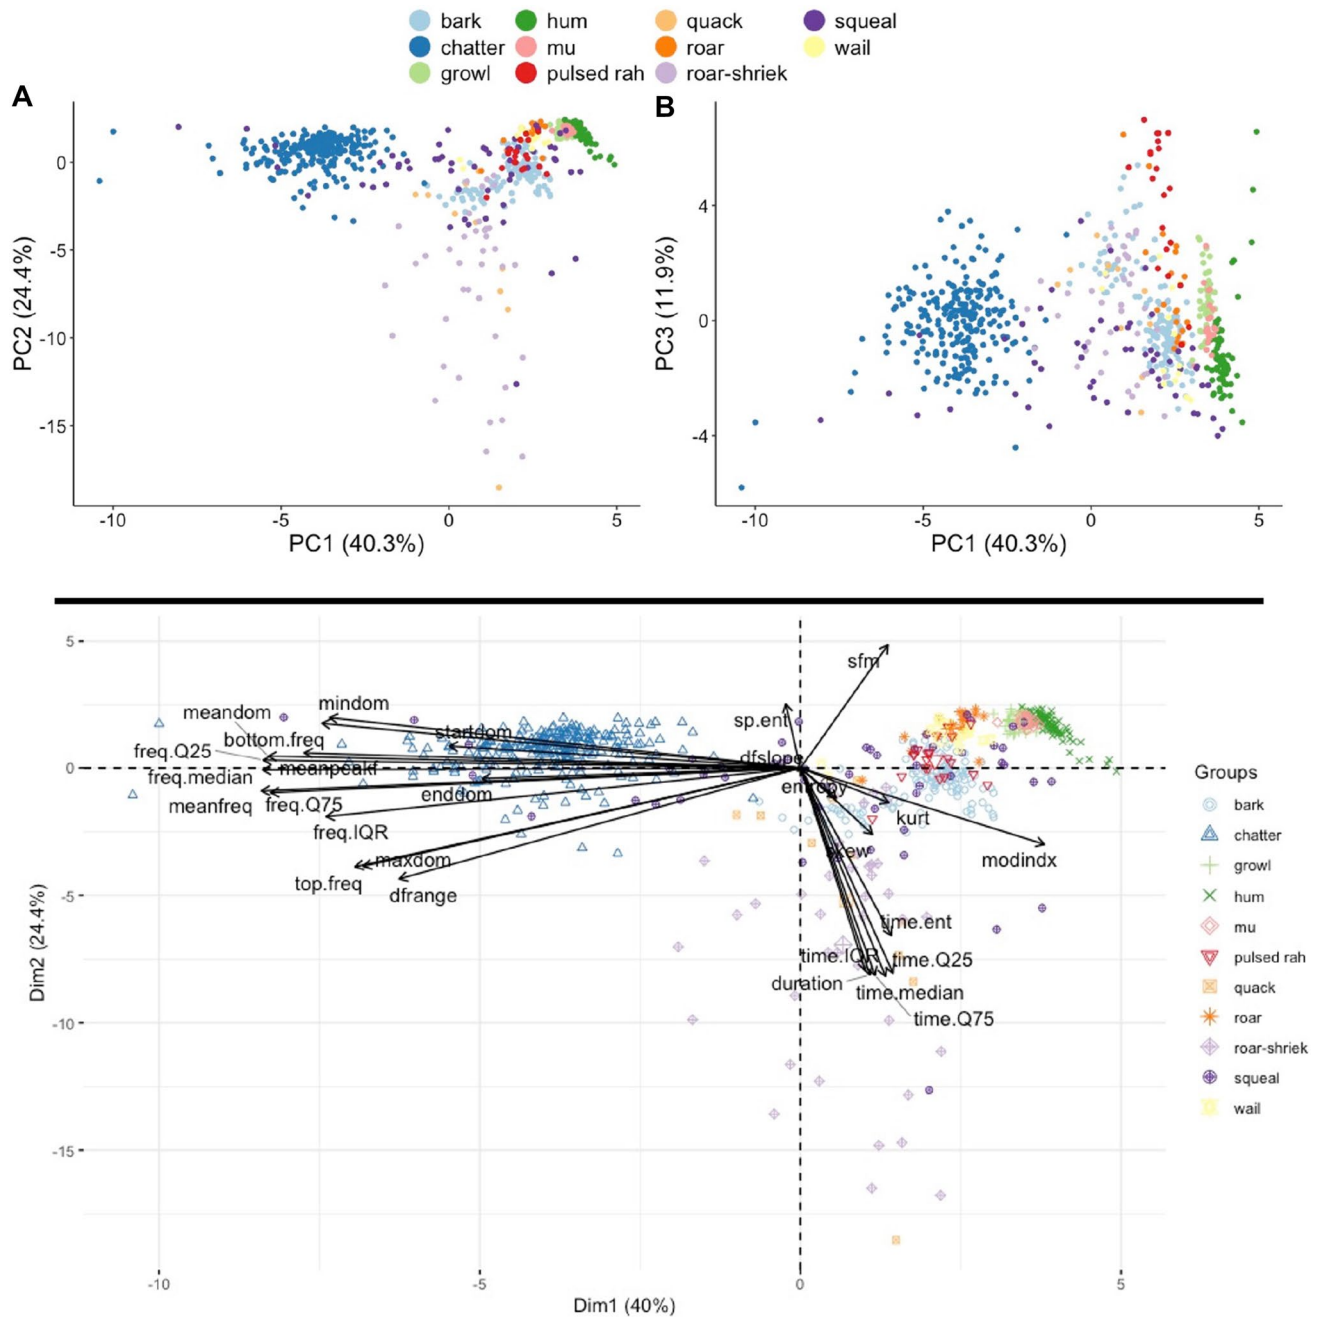 bark hum quack squeal
chatter mu roar wail
growl pulsed rah roar-shriek
A
B
PC2 (24.4%)
0
-5
-10
-15
-10 -5 0 5
PC1 (40.3%)
PC3 (11.9%)
4
0
-4
-10 -5 0 5
PC1 (40.3%)
Dim2 (24.4%)
5
0
-5
-10
-15
sfm
mindom
meandom
sp.ent
startdom
bottom.freq
freq.Q25
dfslope
meanpeakf
freq.median
entropy
enddom
meanfreq freq.Q75
kurt
freq.IQR
skew
maxdom
modindx
top.freq
dfrange
time.ent
time.IQR
time.Q25
duration
time.median
time.Q75
-10 -5 0 5
Dim1 (40%)
Groups
bark
chatter
growl
hum
mu
pulsed rah
quack
roar
roar-shriek
squeal
wail